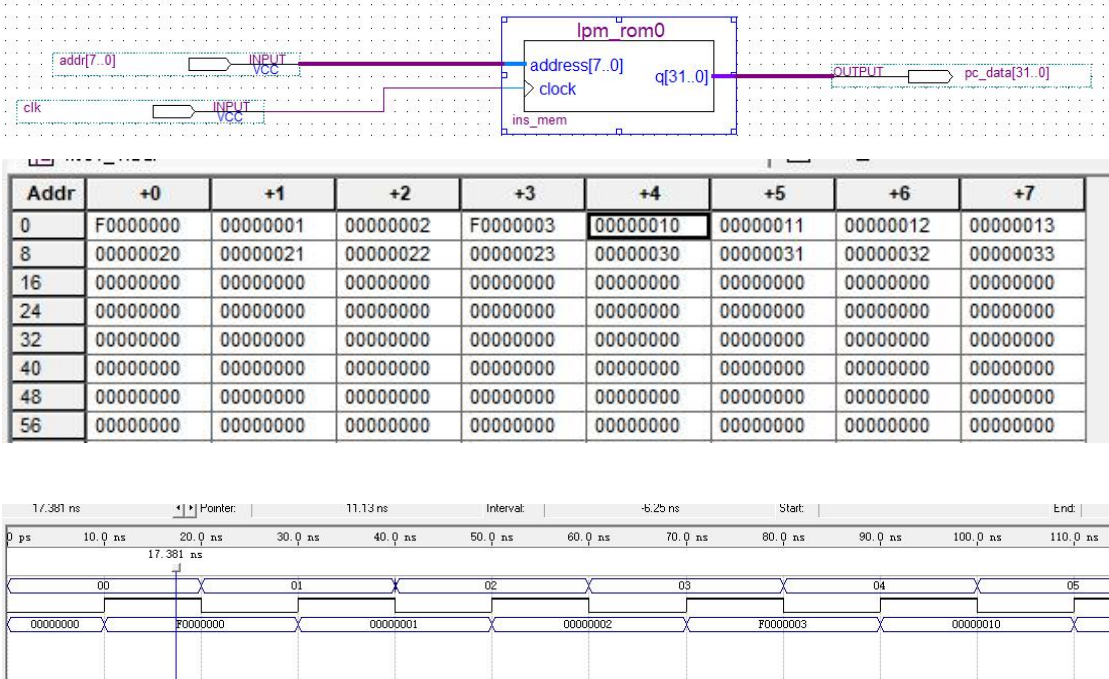 lpm_rom0
addr[7..0] INPUT VCC address[7..0] q[31..0] OUTPUT pc_data[31..0]
clk INPUT VCC clock
ins_mem
Addr +0 +1 +2 +3 +4 +5 +6 +7
0 F0000000 00000001 00000002 F0000003 00000010 00000011 00000012 00000013
8 00000020 00000021 00000022 00000023 00000030 00000031 00000032 00000033
16 00000000 00000000 00000000 00000000 00000000 00000000 00000000 00000000
24 00000000 00000000 00000000 00000000 00000000 00000000 00000000 00000000
32 00000000 00000000 00000000 00000000 00000000 00000000 00000000 00000000
40 00000000 00000000 00000000 00000000 00000000 00000000 00000000 00000000
48 00000000 00000000 00000000 00000000 00000000 00000000 00000000 00000000
56 00000000 00000000 00000000 00000000 00000000 00000000 00000000 00000000
17.381 ns Pointer: 11.13 ns Interval: -6.25 ns Start: End:
0 ps 10.0 ns 20.0 ns 30.0 ns 40.0 ns 50.0 ns 60.0 ns 70.0 ns 80.0 ns 90.0 ns 100.0 ns 110.0 ns
17.381 ns
00 01 02 03 04 05
00000000 F0000000 00000001 00000002 F0000003 00000010